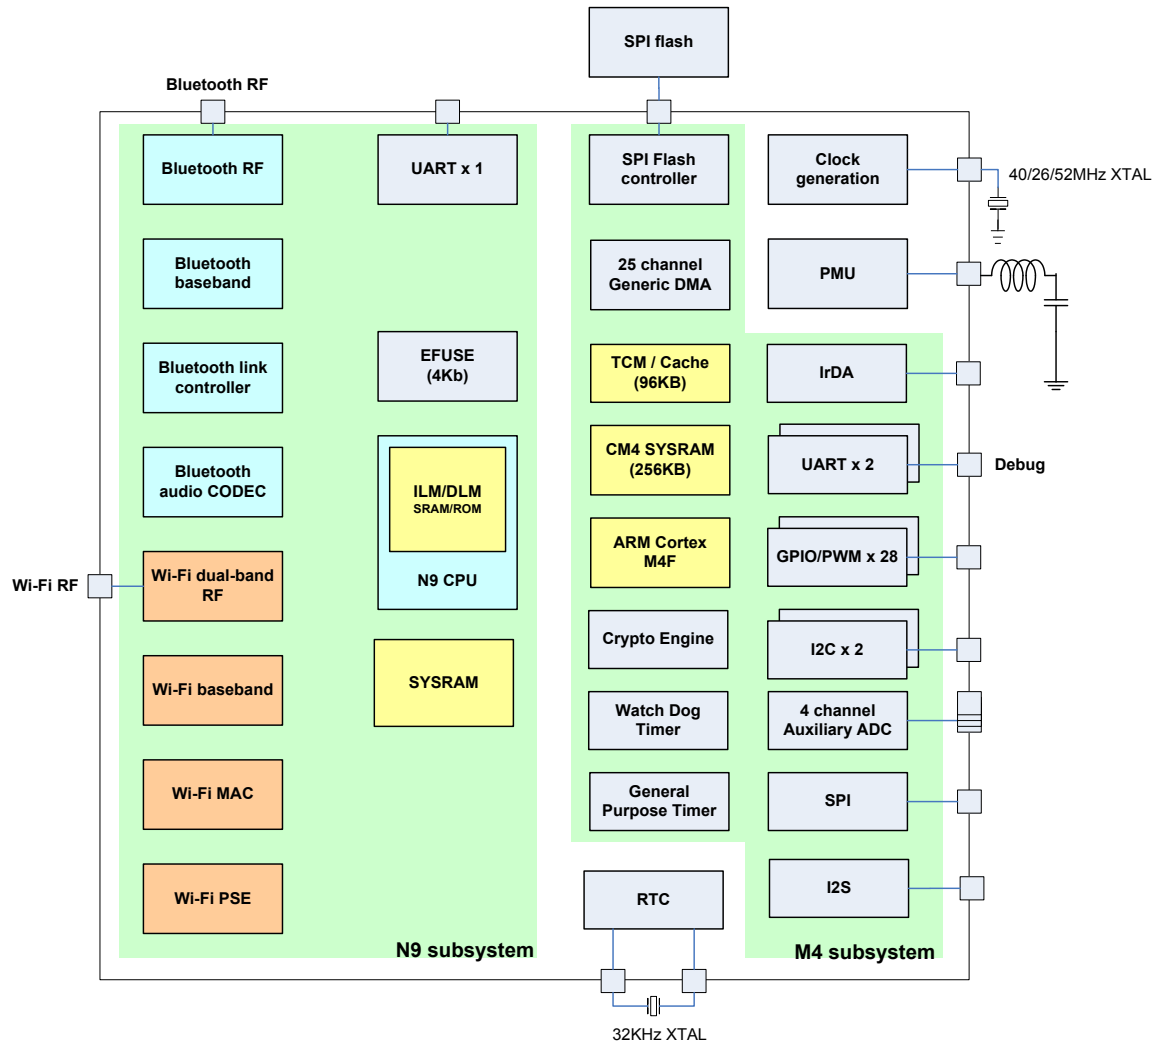 SPI flash
Bluetooth RF
Bluetooth RF
UART x 1
SPI Flash
controller
Clock
generation
40/26/52MHz XTAL
Bluetooth
baseband
25 channel
Generic DMA
PMU
Bluetooth link
controller
EFUSE
(4Kb)
TCM / Cache
(96KB)
IrDA
Bluetooth
audio CODEC
ILM/DLM
SRAM/ROM
N9 CPU
CM4 SYSRAM
(256KB)
UART x 2
Debug
Wi-Fi RF
Wi-Fi dual-band
RF
ARM Cortex
M4F
GPIO/PWM x 28
Wi-Fi baseband
SYSRAM
Crypto Engine
I2C x 2
Watch Dog
Timer
4 channel
Auxiliary ADC
Wi-Fi MAC
General
Purpose Timer
SPI
Wi-Fi PSE
RTC
I2S
N9 subsystem
M4 subsystem
32KHz XTAL